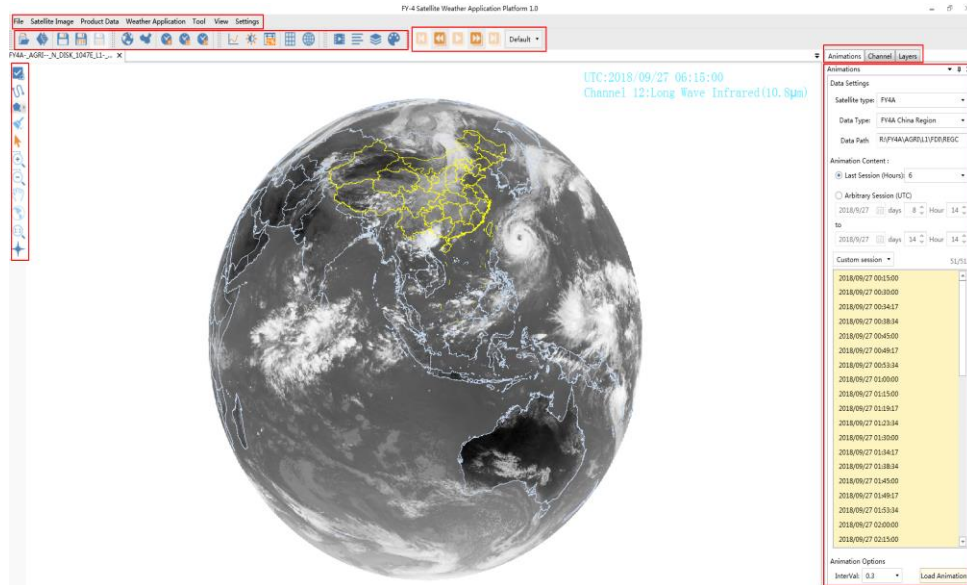 FY-4 Satellite Weather Application Platform 1.0
File Satellite Image Product Data Weather Application Tool View Settings
Default
FY4A-_AGRI--_N_DISK_1047E_L1-_... X
UTC:2018/09/27 06:15:00
Channel 12:Long Wave Infrared(10.8μm)
Animations Channel Layers
Animations
Data Settings
Satellite type: FY4A
Data Type: FY4A China Region
Data Path R:\FY4A\AGRI\L1\FDI\REGC
Animation Content :
Last Session (Hours): 6
Arbitrary Session (UTC)
2018/9/27 days 8 Hour 14
to
2018/9/27 days 14 Hour 14
Custom session 51/51
2018/09/27 00:15:00
2018/09/27 00:30:00
2018/09/27 00:34:17
2018/09/27 00:38:34
2018/09/27 00:45:00
2018/09/27 00:49:17
2018/09/27 00:53:34
2018/09/27 01:00:00
2018/09/27 01:15:00
2018/09/27 01:19:17
2018/09/27 01:23:34
2018/09/27 01:30:00
2018/09/27 01:34:17
2018/09/27 01:38:34
2018/09/27 01:45:00
2018/09/27 01:49:17
2018/09/27 01:53:34
2018/09/27 02:00:00
2018/09/27 02:15:00
Animation Options
InterVal: 0.3 Load Animation